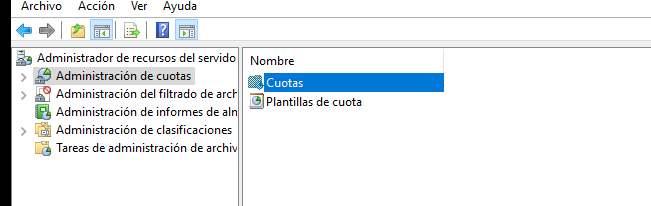 Archivo Acción Ver Ayuda
Administrador de recursos del servido
Administración de cuotas
Administración del filtrado de arch
Administración de informes de aln
Administración de clasificaciones
Tareas de administración de archiv
Nombre
Cuotas
Plantillas de cuota